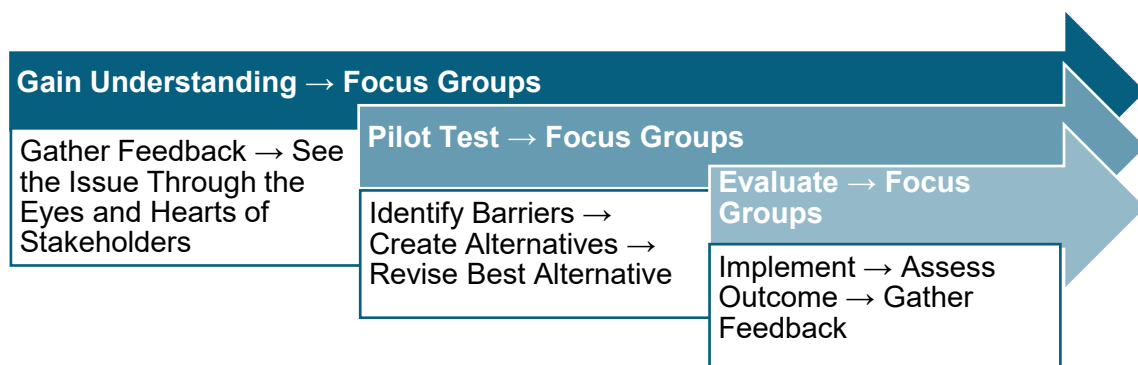 Gain Understanding → Focus Groups
Gather Feedback → See
the Issue Through the
Eyes and Hearts of
Stakeholders
Pilot Test → Focus Groups
Identify Barriers →
Create Alternatives →
Revise Best Alternative
Evaluate → Focus
Groups
Implement → Assess
Outcome → Gather
Feedback